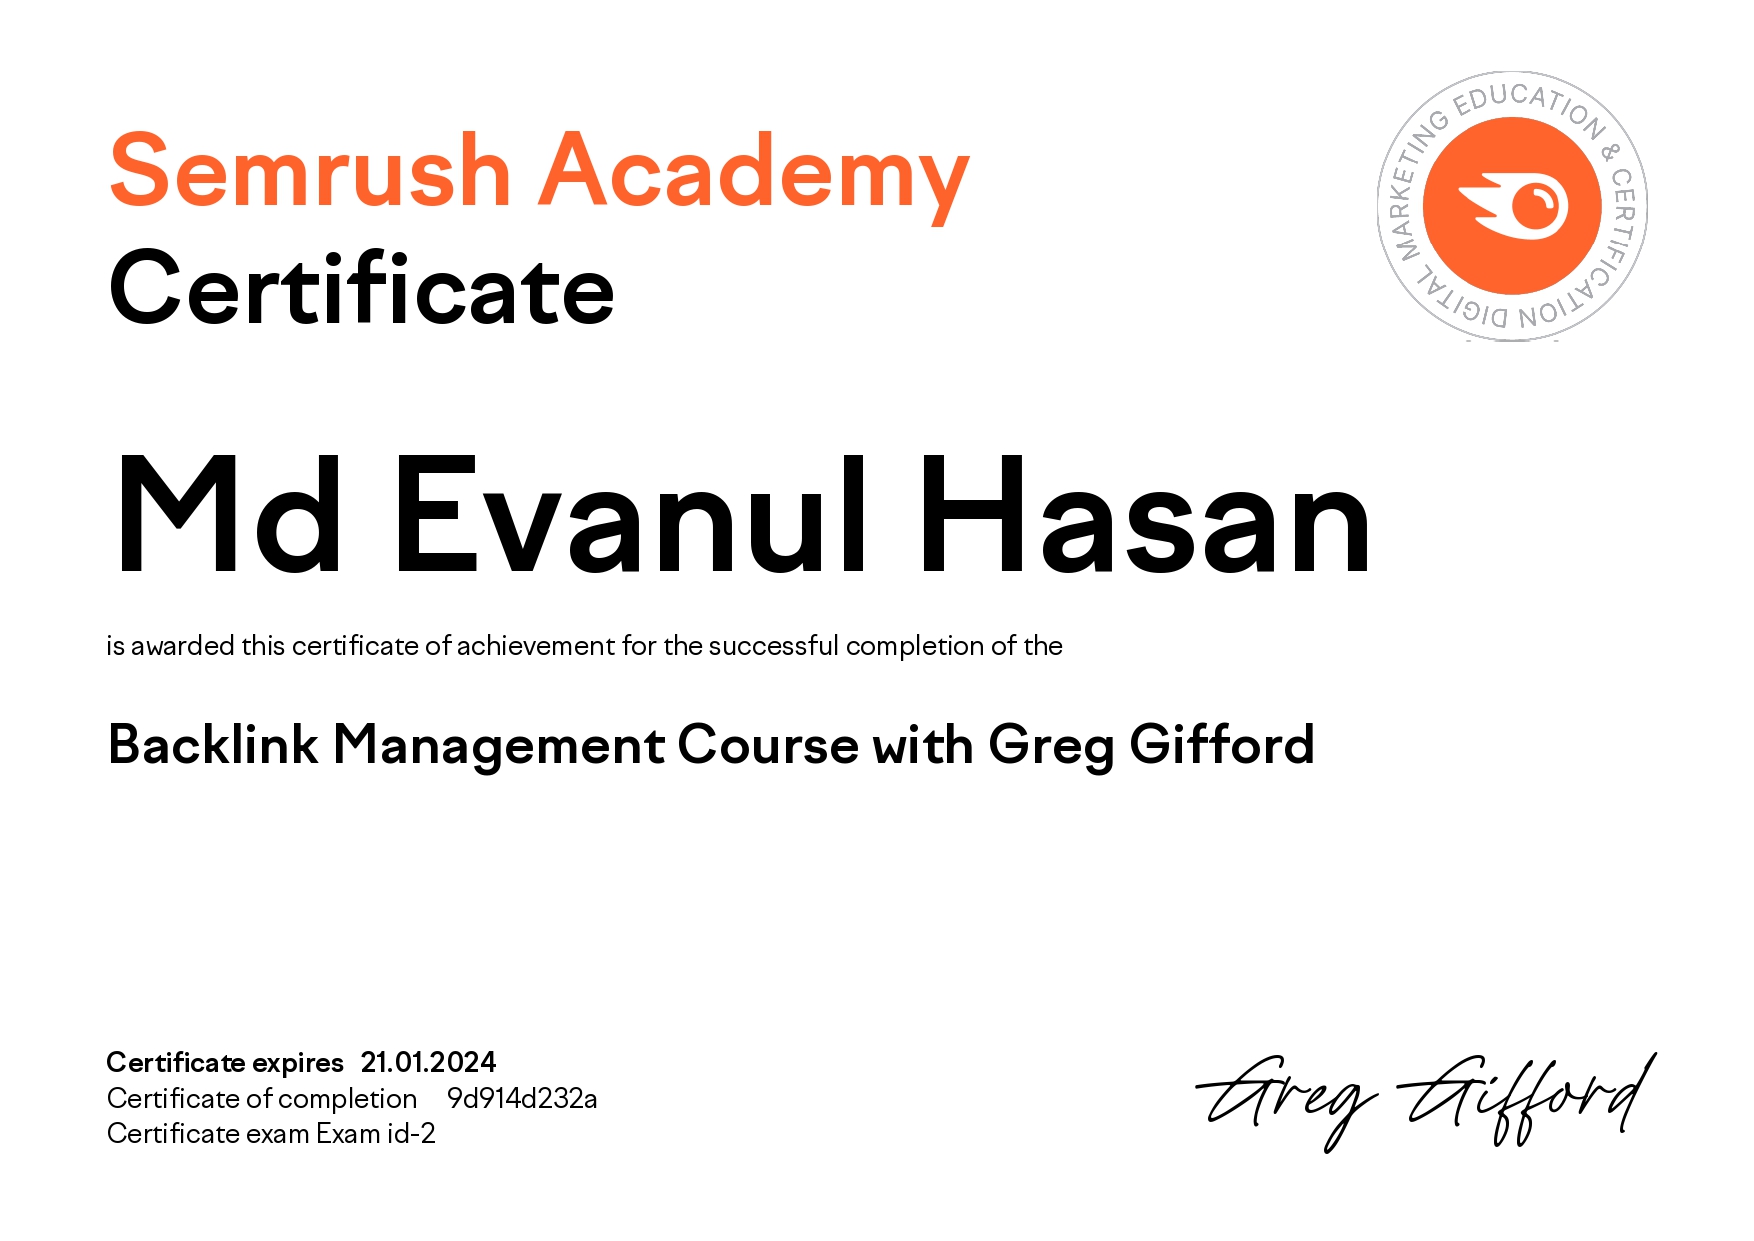 Semrush Academy
Certificate
DIGITAL MARKETING EDUCATION & CERTIFICATION
Md Evanul Hasan
is awarded this certificate of achievement for the successful completion of the
Backlink Management Course with Greg Gifford
Certificate expires 21.01.2024
Certificate of completion 9d914d232a
Certificate exam Exam id-2
Greg Gifford